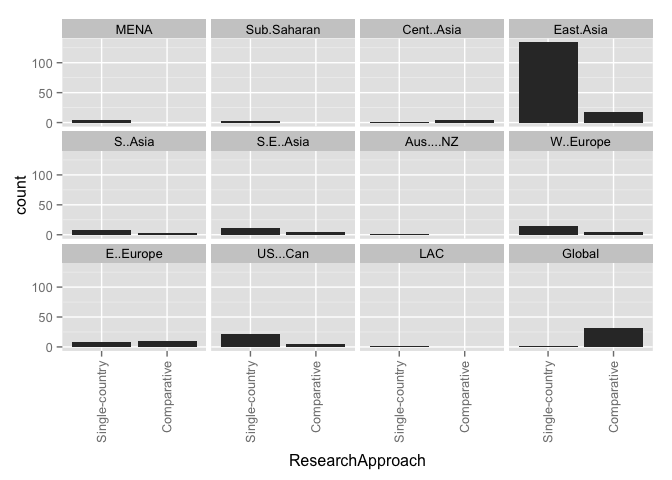 MENA Sub.Saharan Cent..Asia East.Asia
100
50
0
S..Asia S.E..Asia Aus....NZ W..Europe
100
50
0
E..Europe US...Can LAC Global
100
50
0
count
Single-country Comparative Single-country Comparative Single-country Comparative Single-country Comparative
ResearchApproach